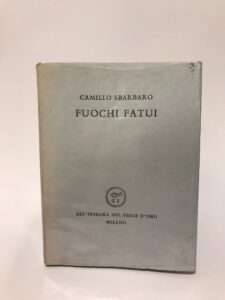 CAMILLO SBARBARO
FUOCHI FATUI
ALL'INSEGNA DEL PESCE D'ORO
MILANO